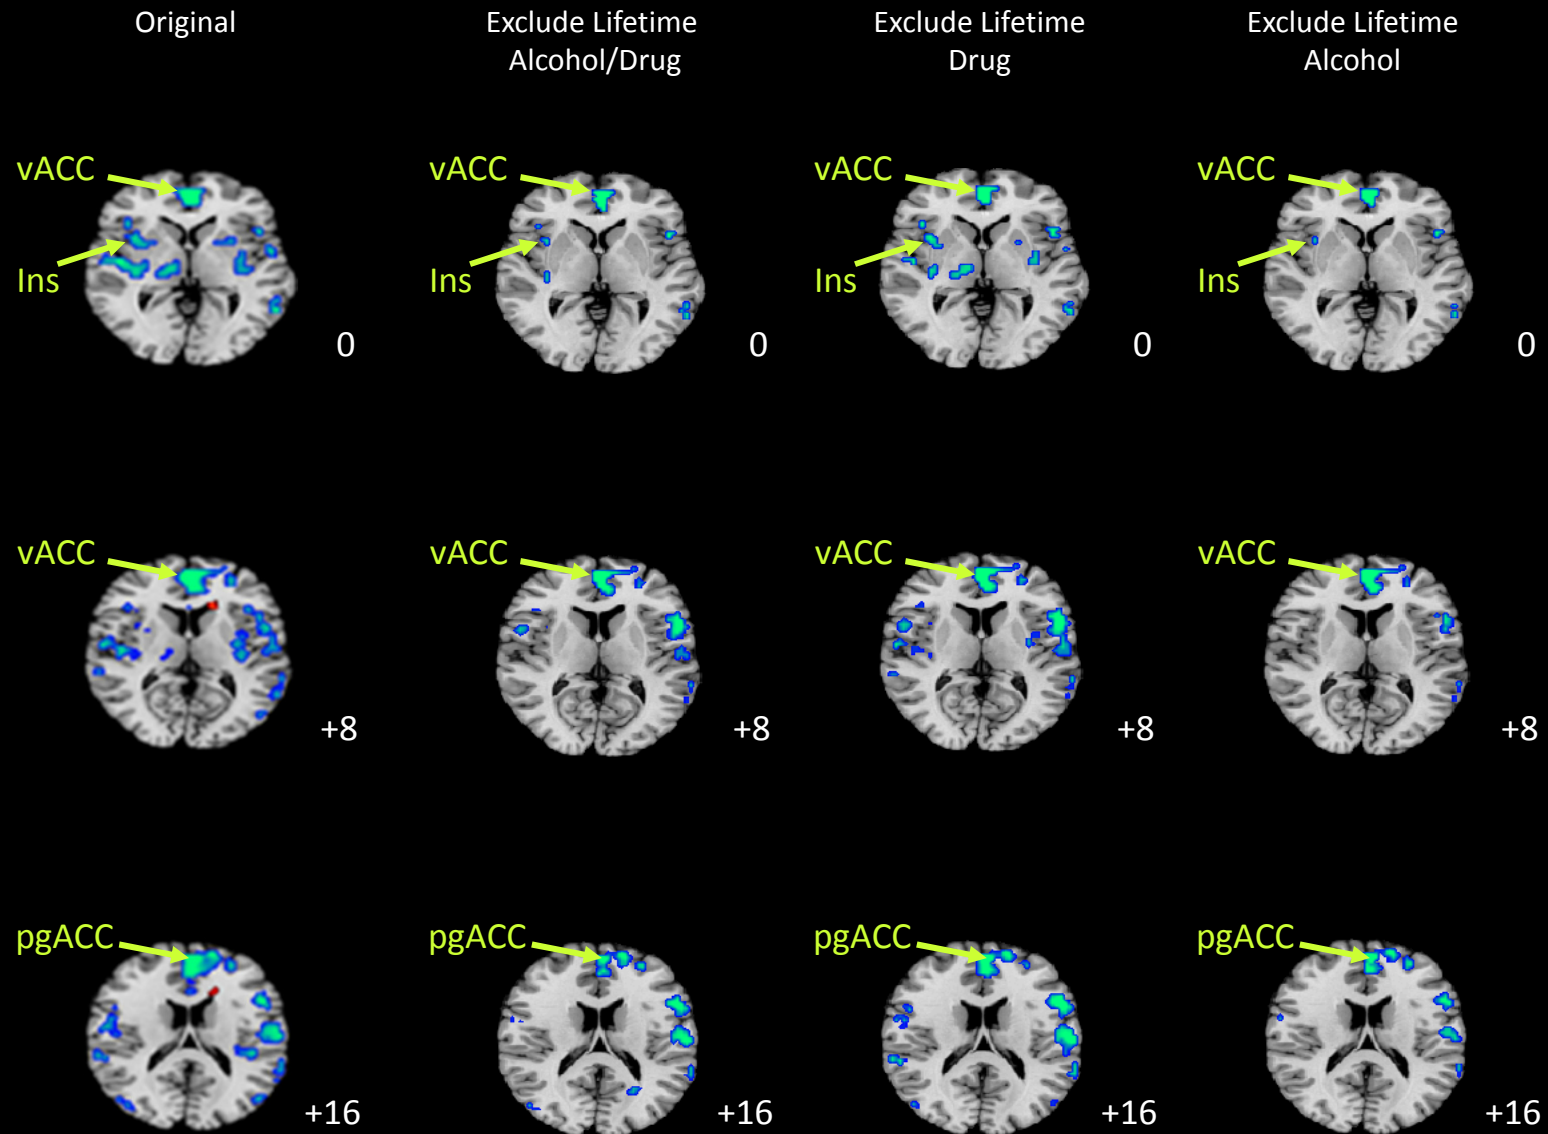 Original
Exclude Lifetime
Alcohol/Drug
Exclude Lifetime
Drug
Exclude Lifetime
Alcohol
vACC
Ins
0
vACC
Ins
0
vACC
Ins
0
vACC
Ins
0
vACC
+8
vACC
+8
vACC
+8
vACC
+8
pgACC
+16
pgACC
+16
pgACC
+16
pgACC
+16